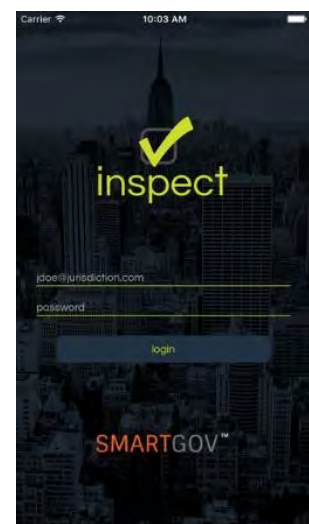 Carrier 10:03 AM
inspect
jdoe@jurisdiction.com
password
login
SMARTGOV™